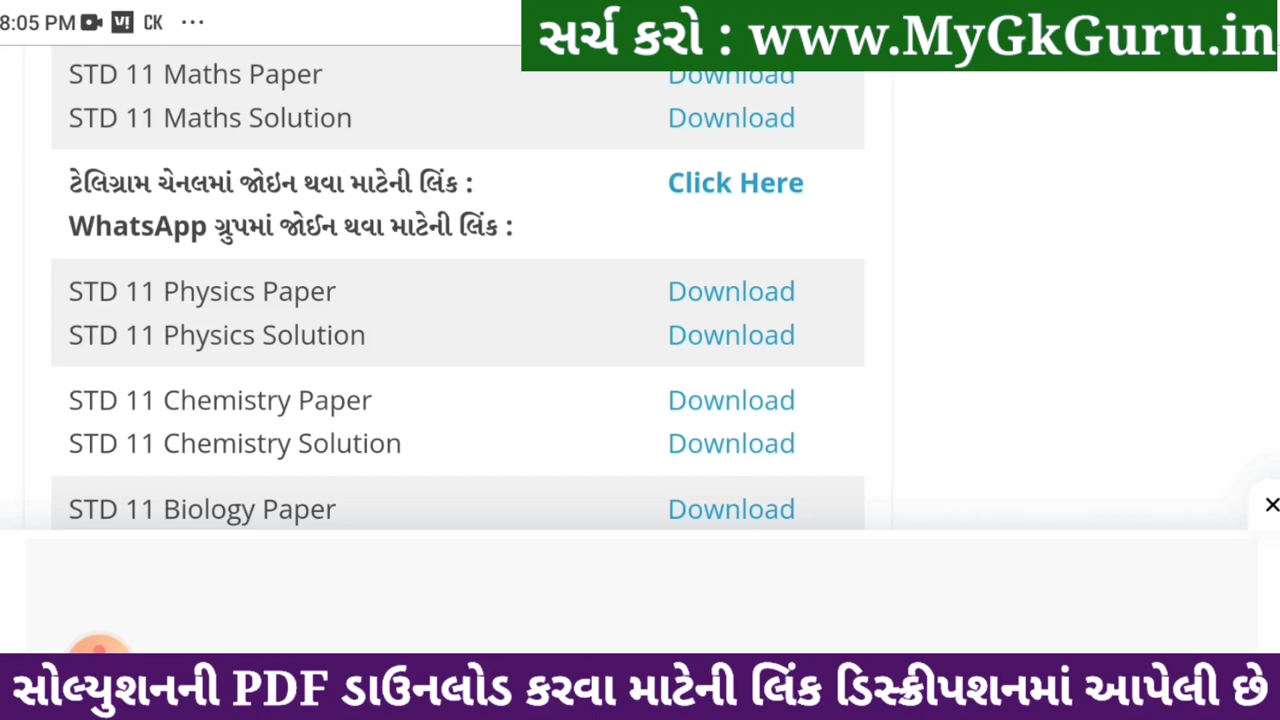 8:05 PM V! CK ...
સર્ચ કરો : www.MyGkGuru.in
STD 11 Maths Paper Download
STD 11 Maths Solution Download
ટેલિગ્રામ ચેનલમાં જોઇન થવા માટેની લિંક : Click Here
WhatsApp ગ્રુપમાં જોઈન થવા માટેની લિંક :
STD 11 Physics Paper Download
STD 11 Physics Solution Download
STD 11 Chemistry Paper Download
STD 11 Chemistry Solution Download
STD 11 Biology Paper Download
સોલ્યુશનની PDF ડાઉનલોડ કરવા માટેની લિંક ડિસ્ક્રીપશનમાં આપેલી છે